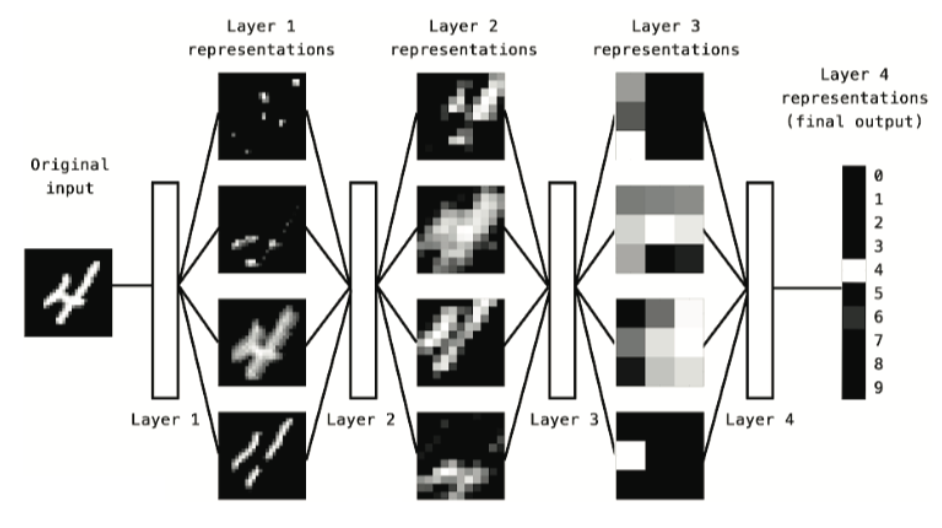 Layer 1
representations
Layer 2
representations
Layer 3
representations
Layer 4
representations
(final output)
Original
input
0
1
2
3
4
5
6
7
8
9
Layer 1
Layer 2
Layer 3
Layer 4